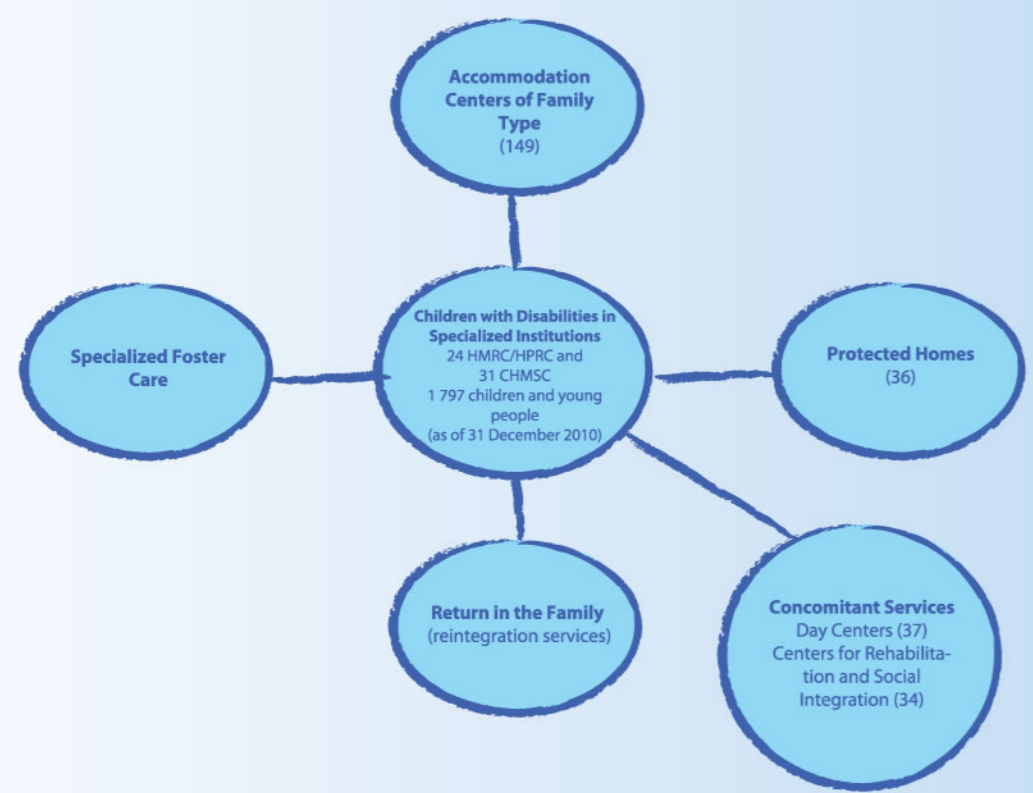 Accommodation
Centers of Family
Type
(149)
Children with Disabilities in
Specialized Institutions
24 HMRC/HPRC and
31 CHMSC
1 797 children and young
people
(as of 31 December 2010)
Specialized Foster
Care
Protected Homes
(36)
Return in the Family
(reintegration services)
Concomitant Services
Day Centers (37)
Centers for Rehabilita-
tion and Social
Integration (34)